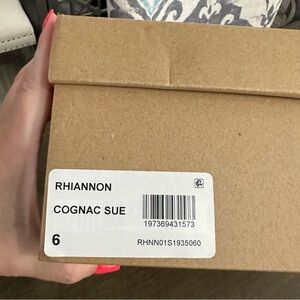 RHIANNON
COGNAC SUE
197369431573
6
RHNN01S1935060